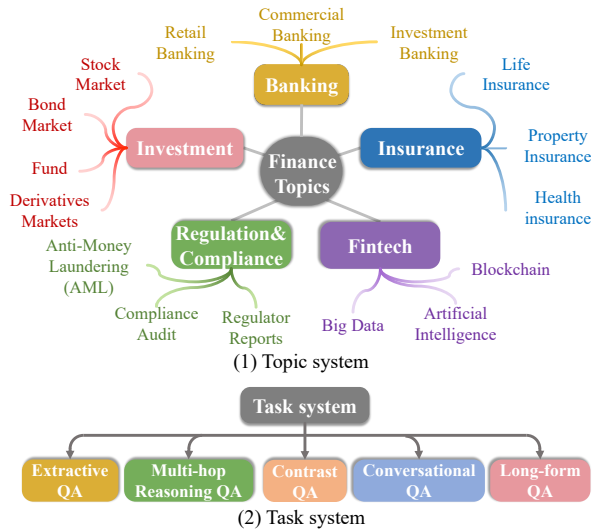 Commercial
Banking
Retail
Banking
Investment
Banking
Banking
Stock
Market
Bond
Market
Fund
Derivatives
Markets
Investment
Finance
Topics
Insurance
Life
Insurance
Property
Insurance
Health
insurance
Regulation&
Compliance
Anti-Money
Laundering
(AML)
Compliance
Audit
Regulator
Reports
Fintech
Big Data
Artificial
Intelligence
Blockchain
(1) Topic system
Task system
Extractive
QA
Multi-hop
Reasoning QA
Contrast
QA
Conversational
QA
Long-form
QA
(2) Task system